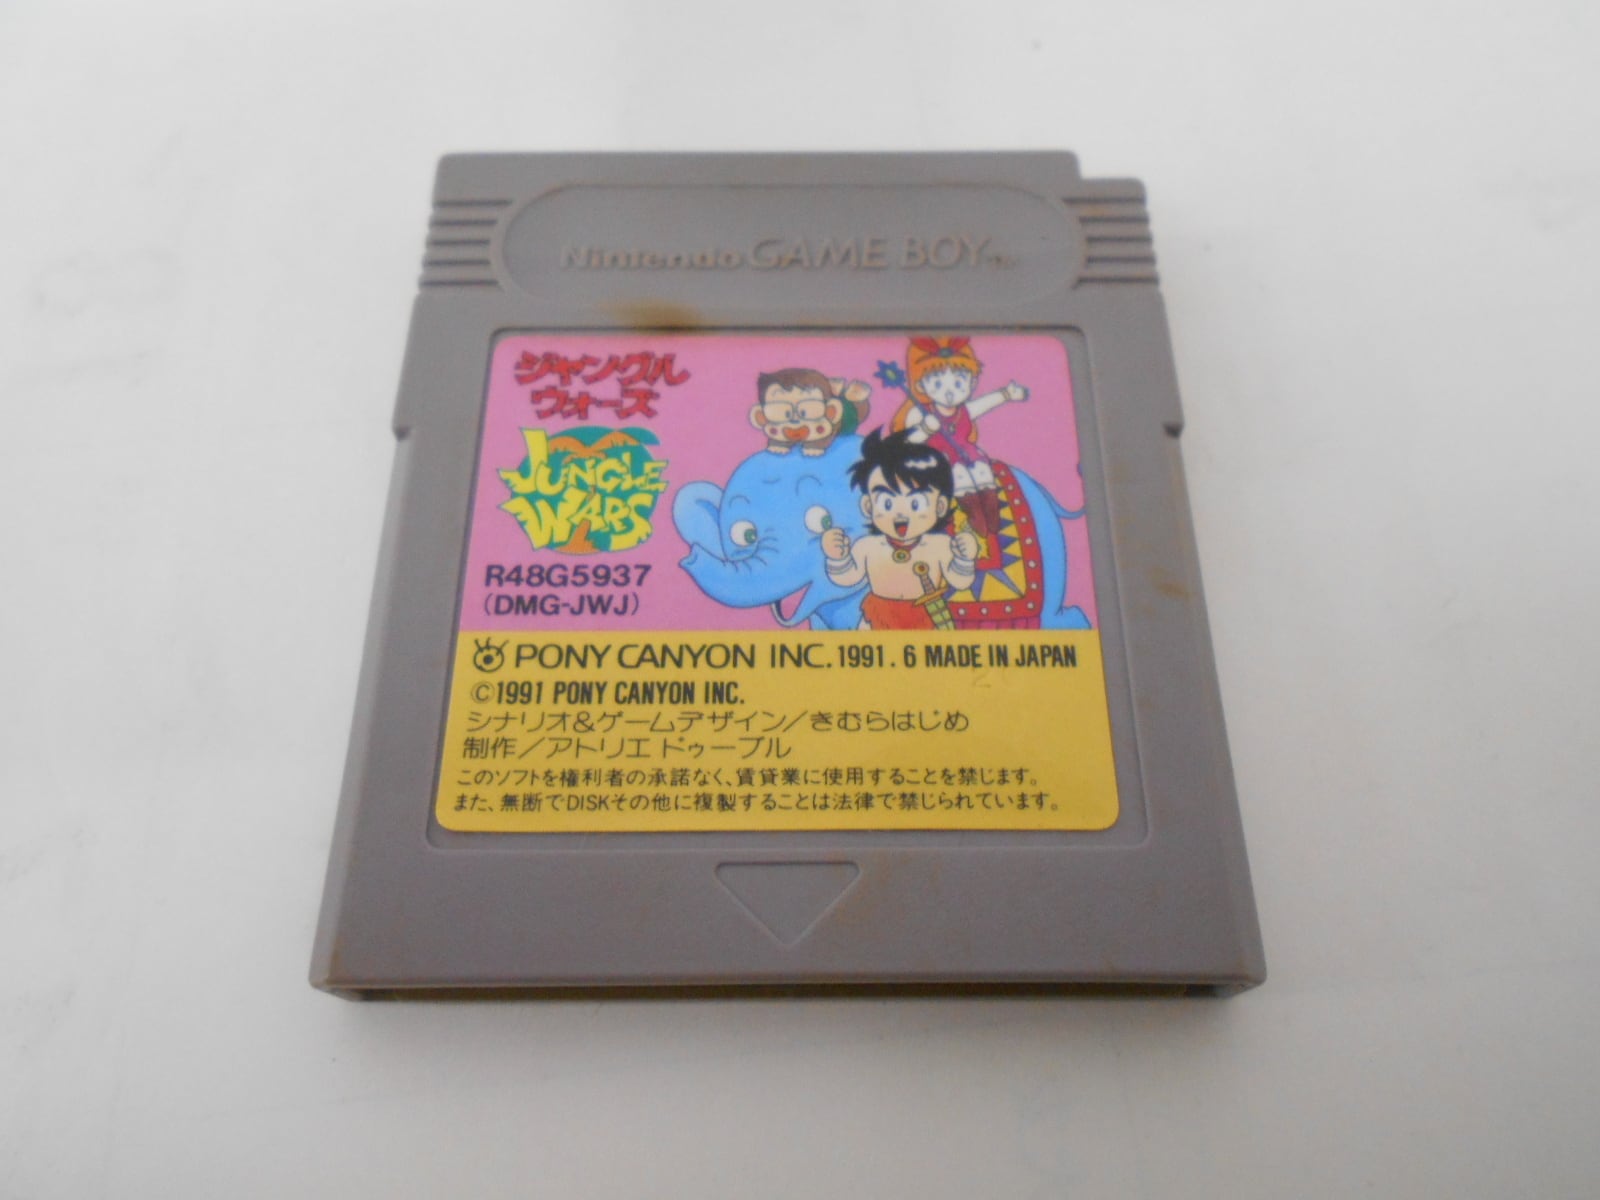 Nintendo GAME BOY™
ジャングル
ウォーズ
JUNGLE
WARS
R48G5937
(DMG-JWJ)
PONY CANYON INC. 1991. 6 MADE IN JAPAN
©1991 PONY CANYON INC.
シナリオ&ゲームデザイン/きむらはじめ
制作/アトリエ ドゥーブル
このソフトを権利者の承諾なく、賃貸業に使用することを禁じます。
また、無断でDISKその他に複製することは法律で禁じられています。